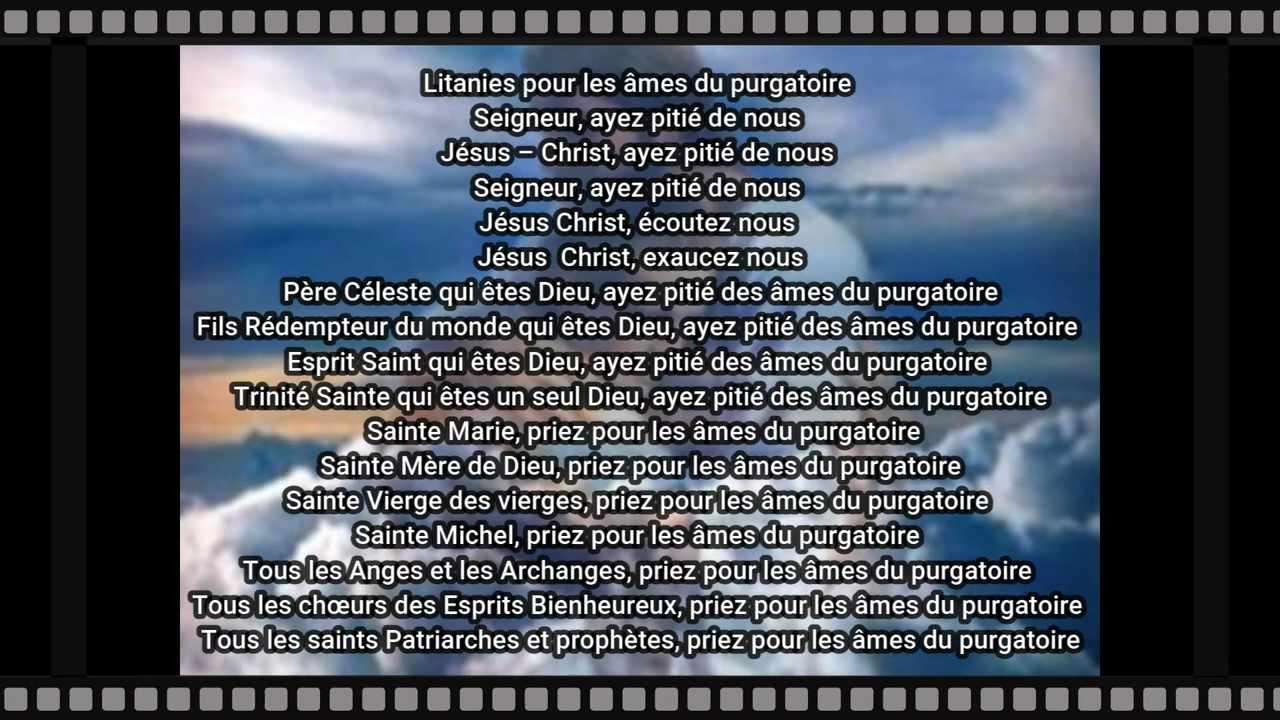 Litanies pour les âmes du purgatoire
Seigneur, ayez pitié de nous
Jésus – Christ, ayez pitié de nous
Seigneur, ayez pitié de nous
Jésus Christ, écoutez nous
Jésus  Christ, exaucez nous
Père Céleste qui êtes Dieu, ayez pitié des âmes du purgatoire
Fils Rédempteur du monde qui êtes Dieu, ayez pitié des âmes du purgatoire
Esprit Saint qui êtes Dieu, ayez pitié des âmes du purgatoire
Trinité Sainte qui êtes un seul Dieu, ayez pitié des âmes du purgatoire
Sainte Marie, priez pour les âmes du purgatoire
Sainte Mère de Dieu, priez pour les âmes du purgatoire
Sainte Vierge des vierges, priez pour les âmes du purgatoire
Sainte Michel, priez pour les âmes du purgatoire
Tous les Anges et les Archanges, priez pour les âmes du purgatoire
Tous les chœurs des Esprits Bienheureux, priez pour les âmes du purgatoire
Tous les saints Patriarches et prophètes, priez pour les âmes du purgatoire